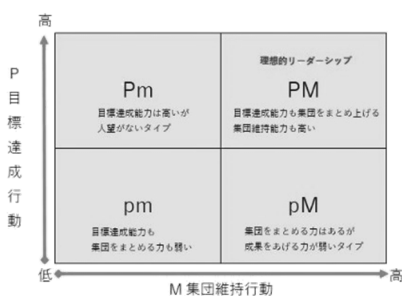 高
P
目
標
達
成
行
動
理想的リーダーシップ
Pm
目標達成能力は高いが
人望がないタイプ
PM
目標達成能力も集団をまとめ上げる
集団維持能力も高い
pm
目標達成能力も
集団をまとめる力も弱い
pM
集団をまとめる力はあるが
成果をあげる力が弱いタイプ
低
高
M 集団維持行動